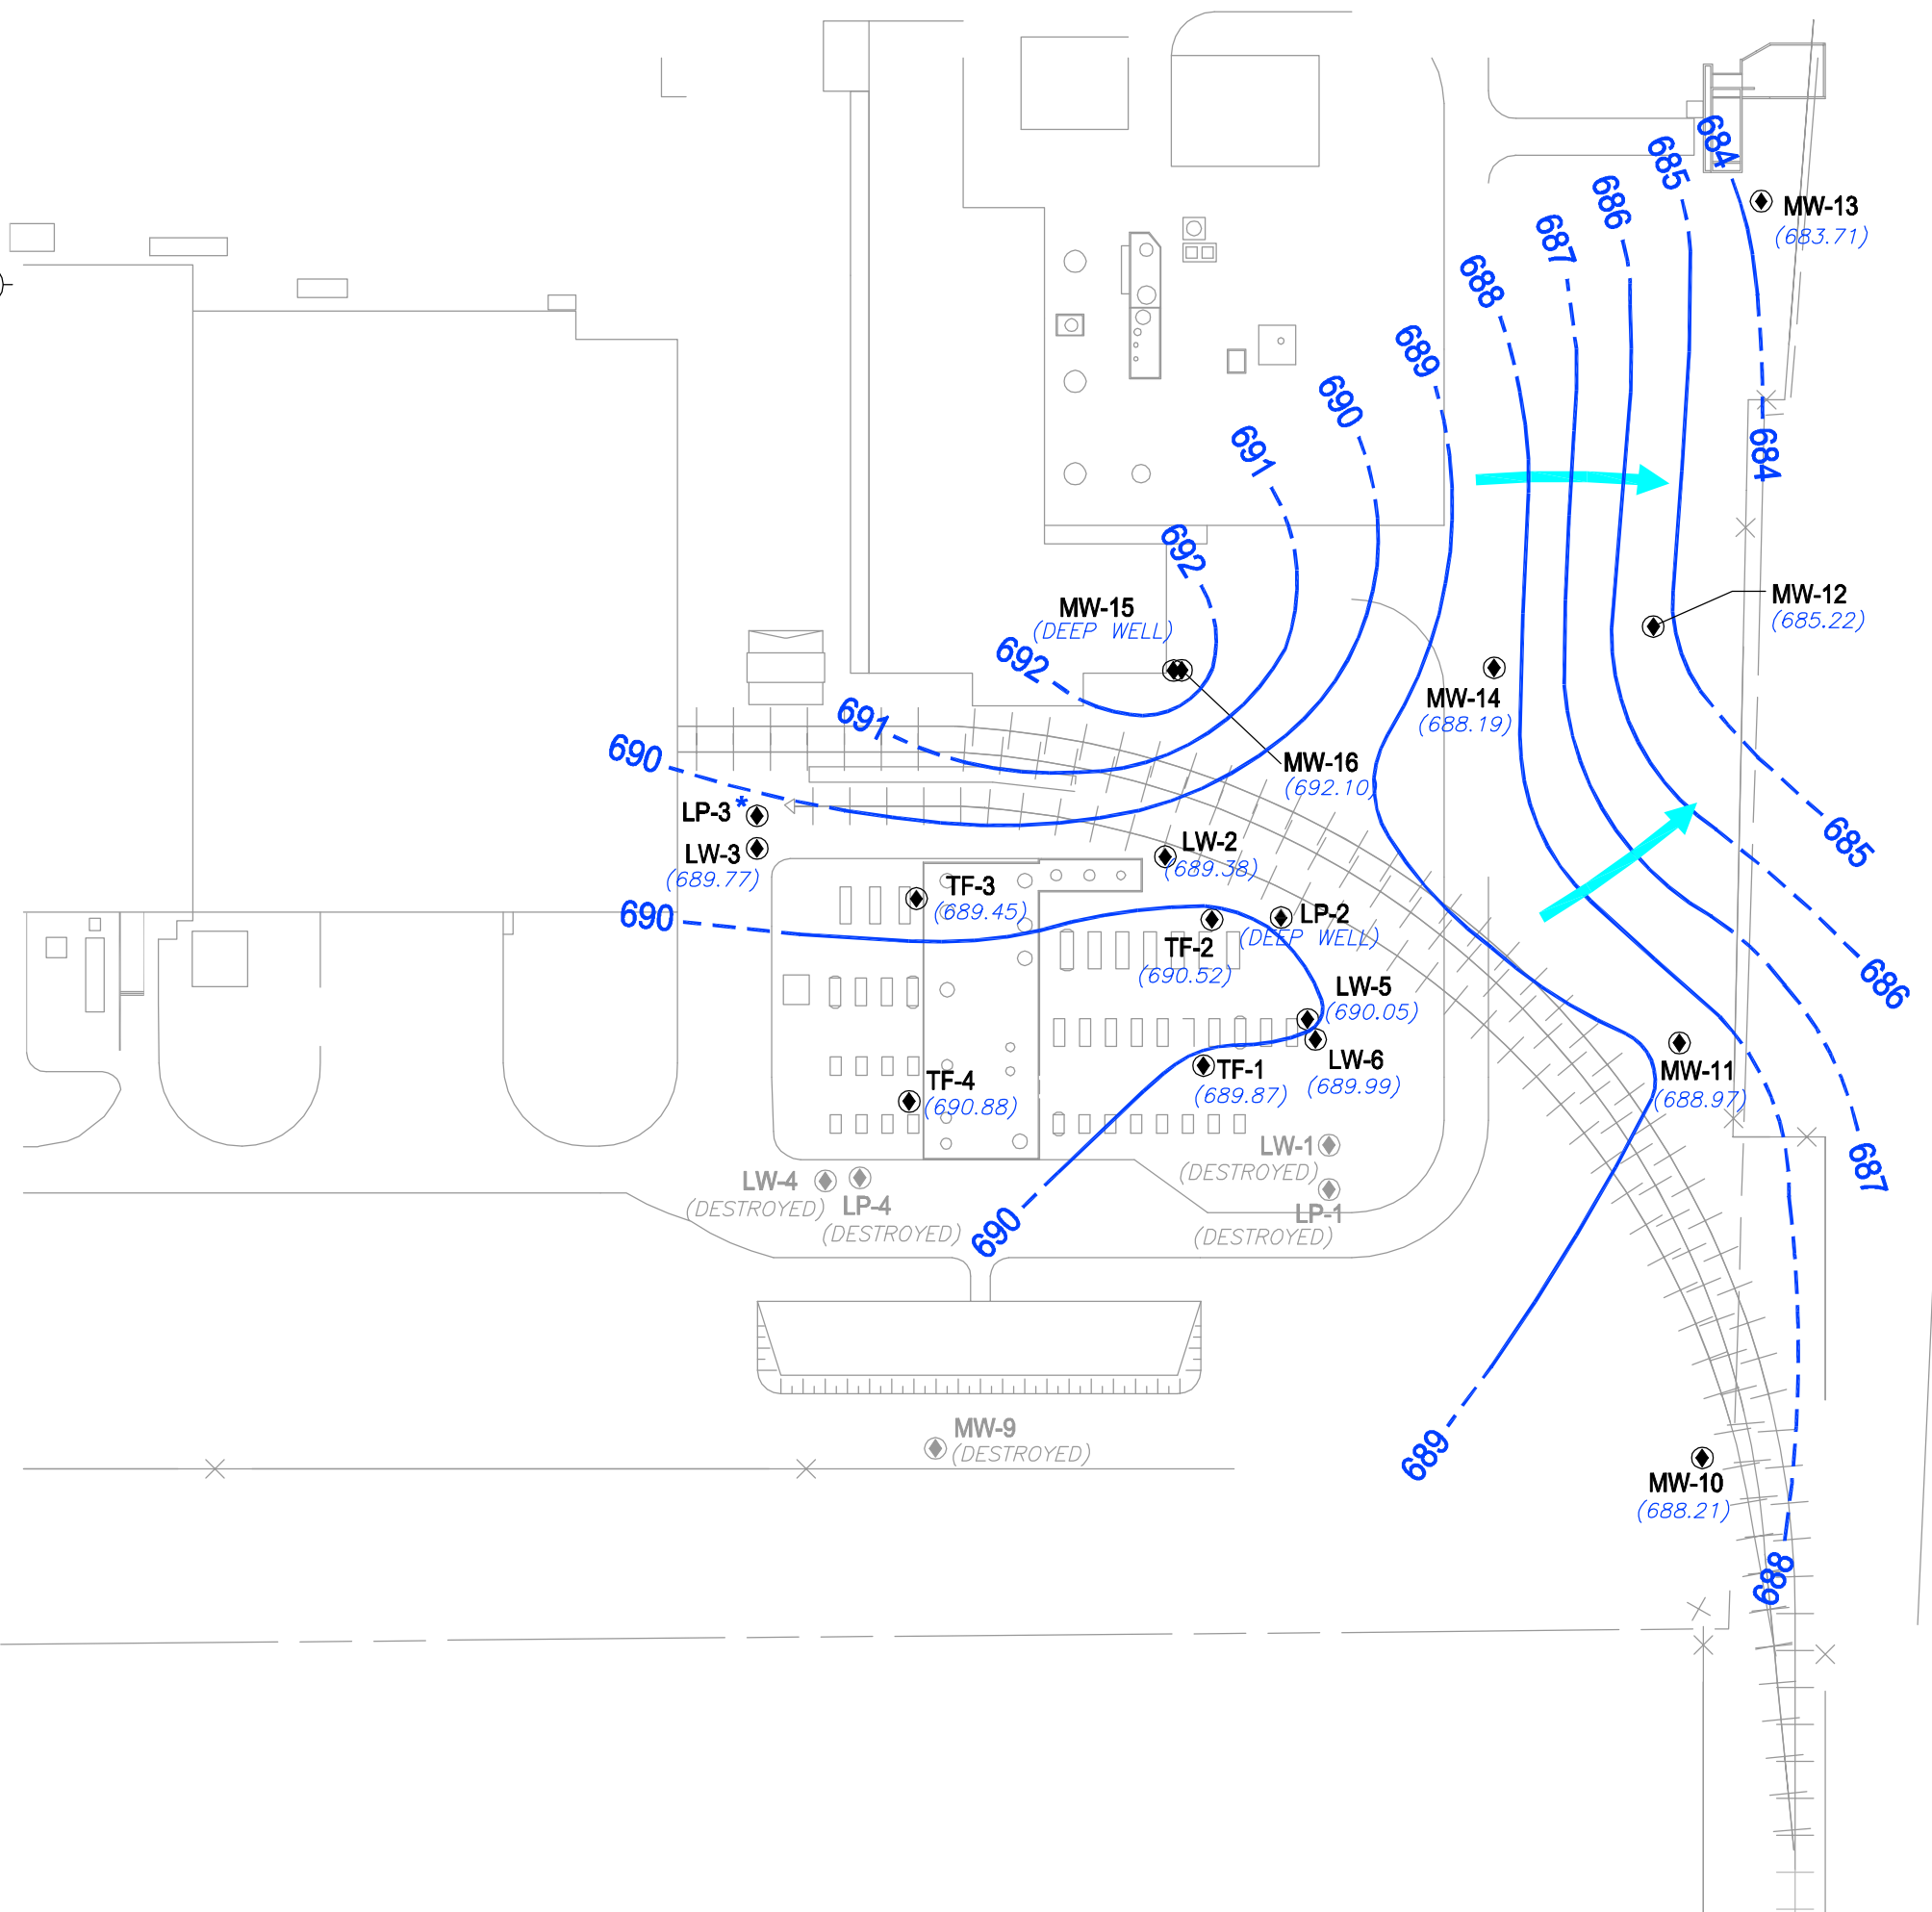 684
685
686
687
688
689
690
691
692
MW-13
(683.71)
684
MW-12
(685.22)
MW-15
(DEEP WELL)
692
MW-14
(688.19)
691
690
MW-16
(692.10)
LP-3 *
LW-3
(689.77)
LW-2
(689.38)
685
TF-3
(689.45)
690
LP-2
(DEEP WELL)
TF-2
(690.52)
686
LW-5
(690.05)
LW-6
(689.99)
TF-1
(689.87)
MW-11
(688.97)
TF-4
(690.88)
LW-1
(DESTROYED)
687
LW-4
(DESTROYED)
LP-4
(DESTROYED)
LP-1
(DESTROYED)
690
MW-9
(DESTROYED)
689
MW-10
(688.21)
688